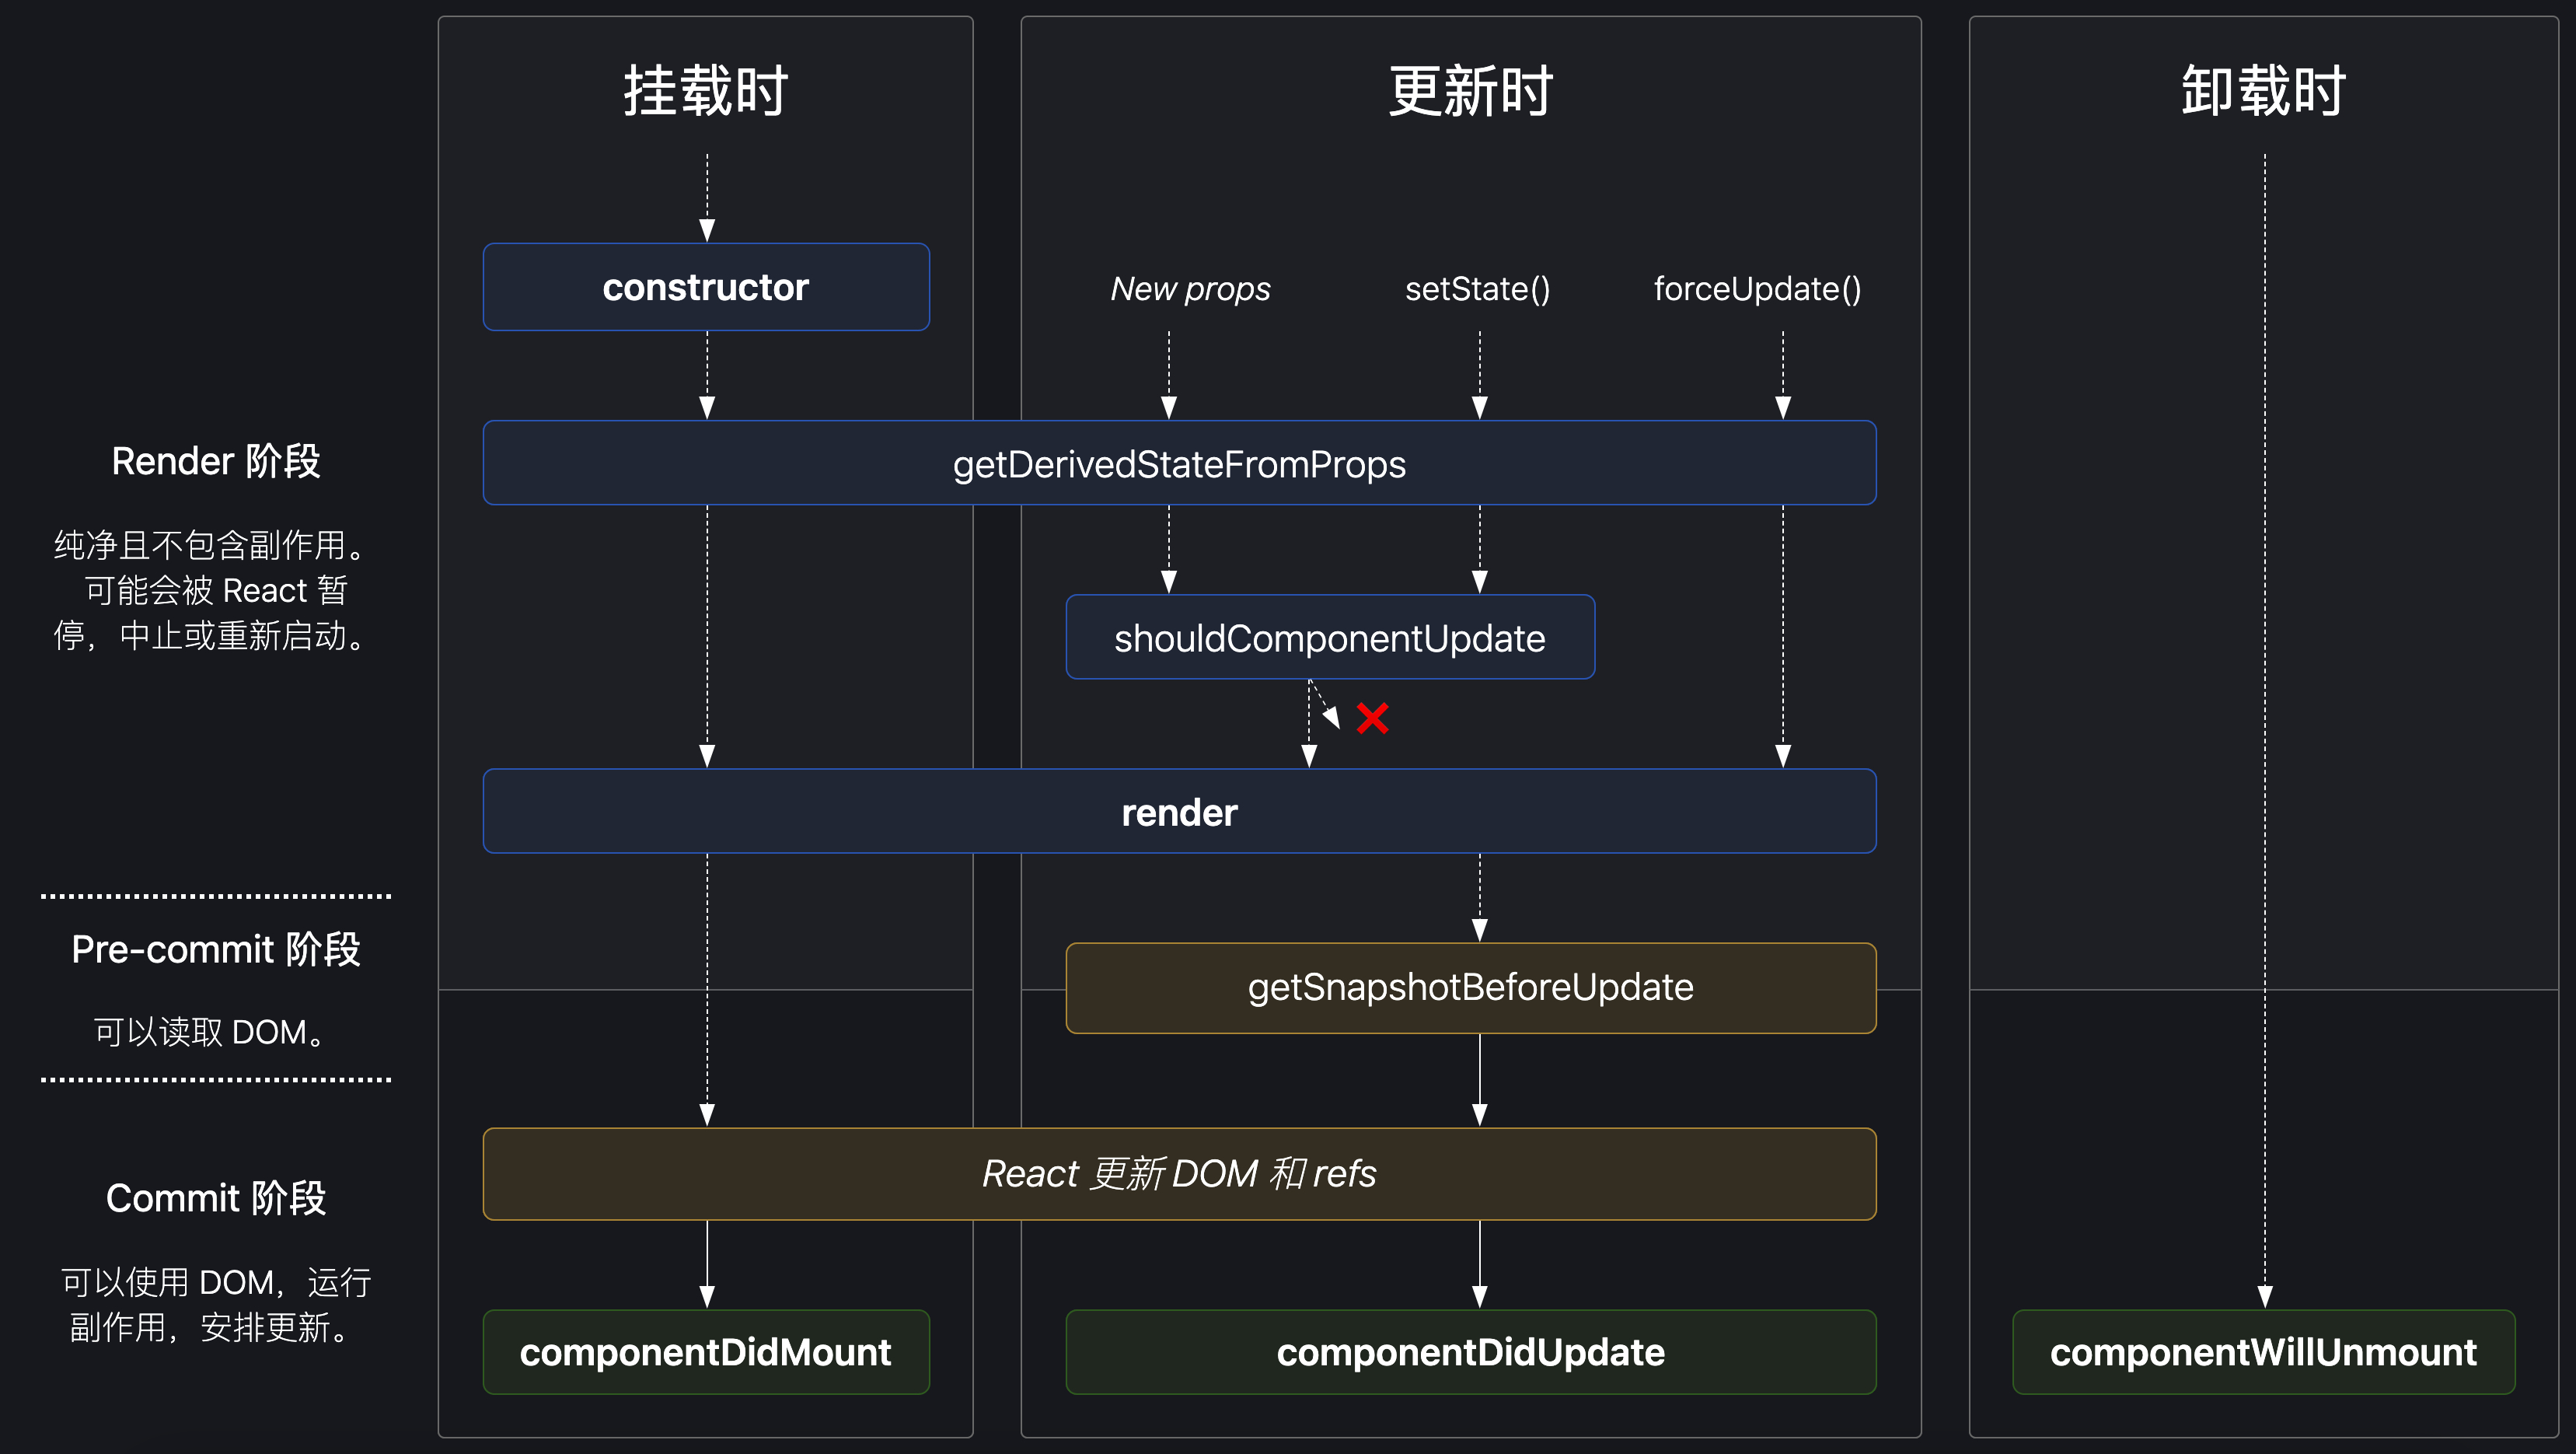 挂载时
更新时
卸载时
constructor
New props
setState()
forceUpdate()
Render 阶段
getDerivedStateFromProps
纯净且不包含副作用。
可能会被 React 暂
停，中止或重新启动。
shouldComponentUpdate
render
Pre-commit 阶段
可以读取 DOM。
getSnapshotBeforeUpdate
React 更新 DOM 和 refs
Commit 阶段
可以使用 DOM，运行
副作用，安排更新。
componentDidMount
componentDidUpdate
componentWillUnmount